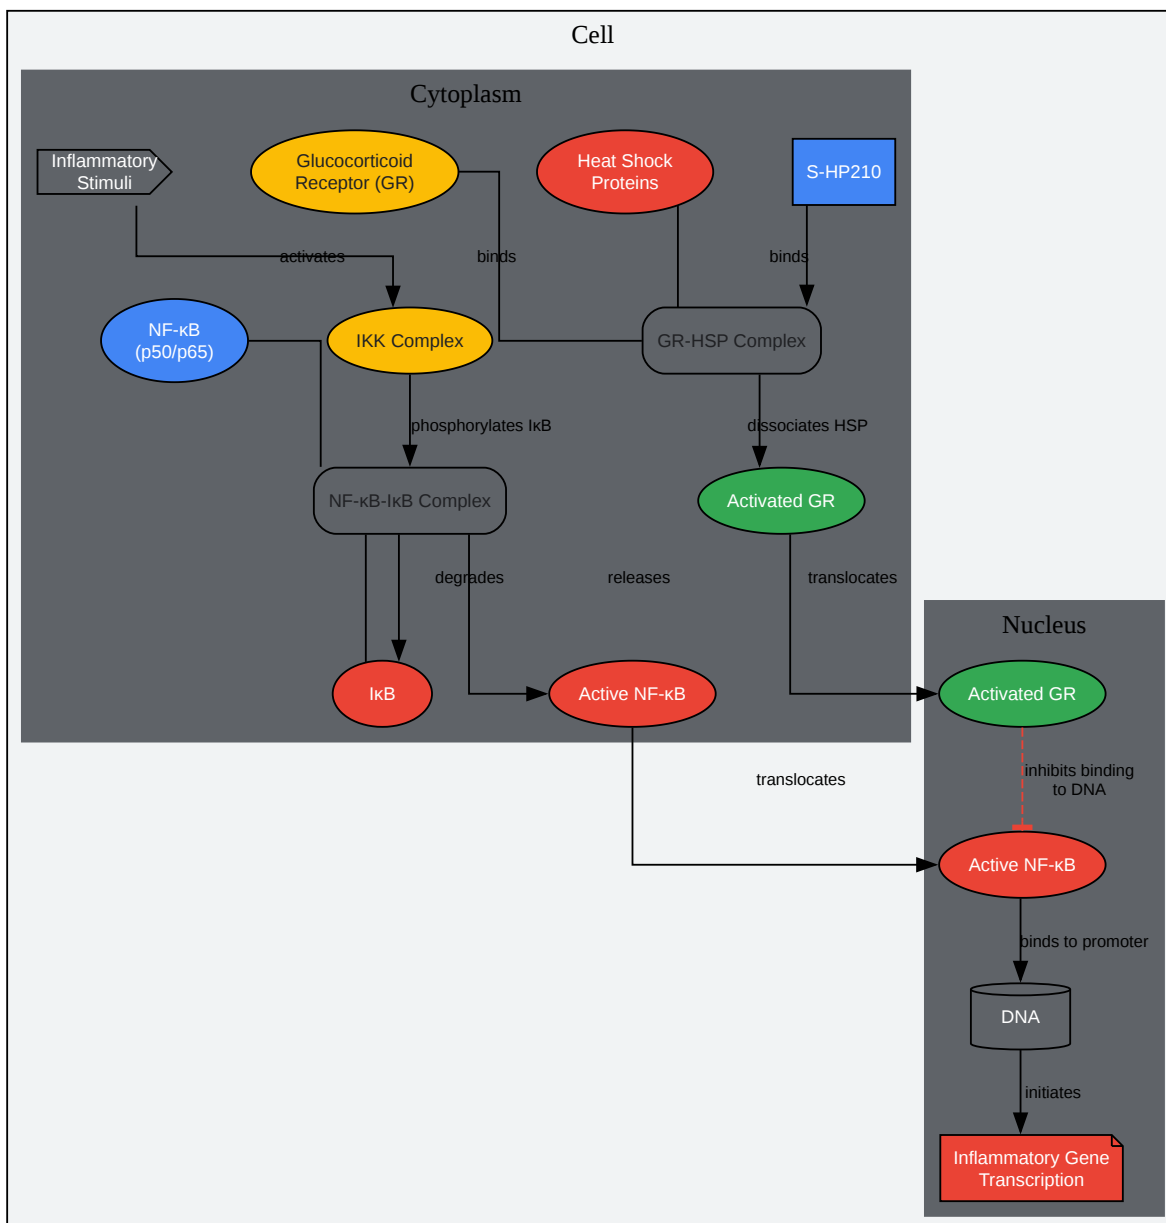 Cell
Cytoplasm
Inflammatory
Stimuli
Glucocorticoid
Receptor (GR)
Heat Shock
Proteins
S-HP210
activates
binds
binds
NF-κB
(p50/p65)
IKK Complex
GR-HSP Complex
phosphorylates IκB
dissociates HSP
NF-κB-IκB Complex
Activated GR
degrades
releases
translocates
Nucleus
IκB
Active NF-κB
Activated GR
translocates
inhibits binding
to DNA
Active NF-κB
binds to promoter
DNA
initiates
Inflammatory Gene
Transcription